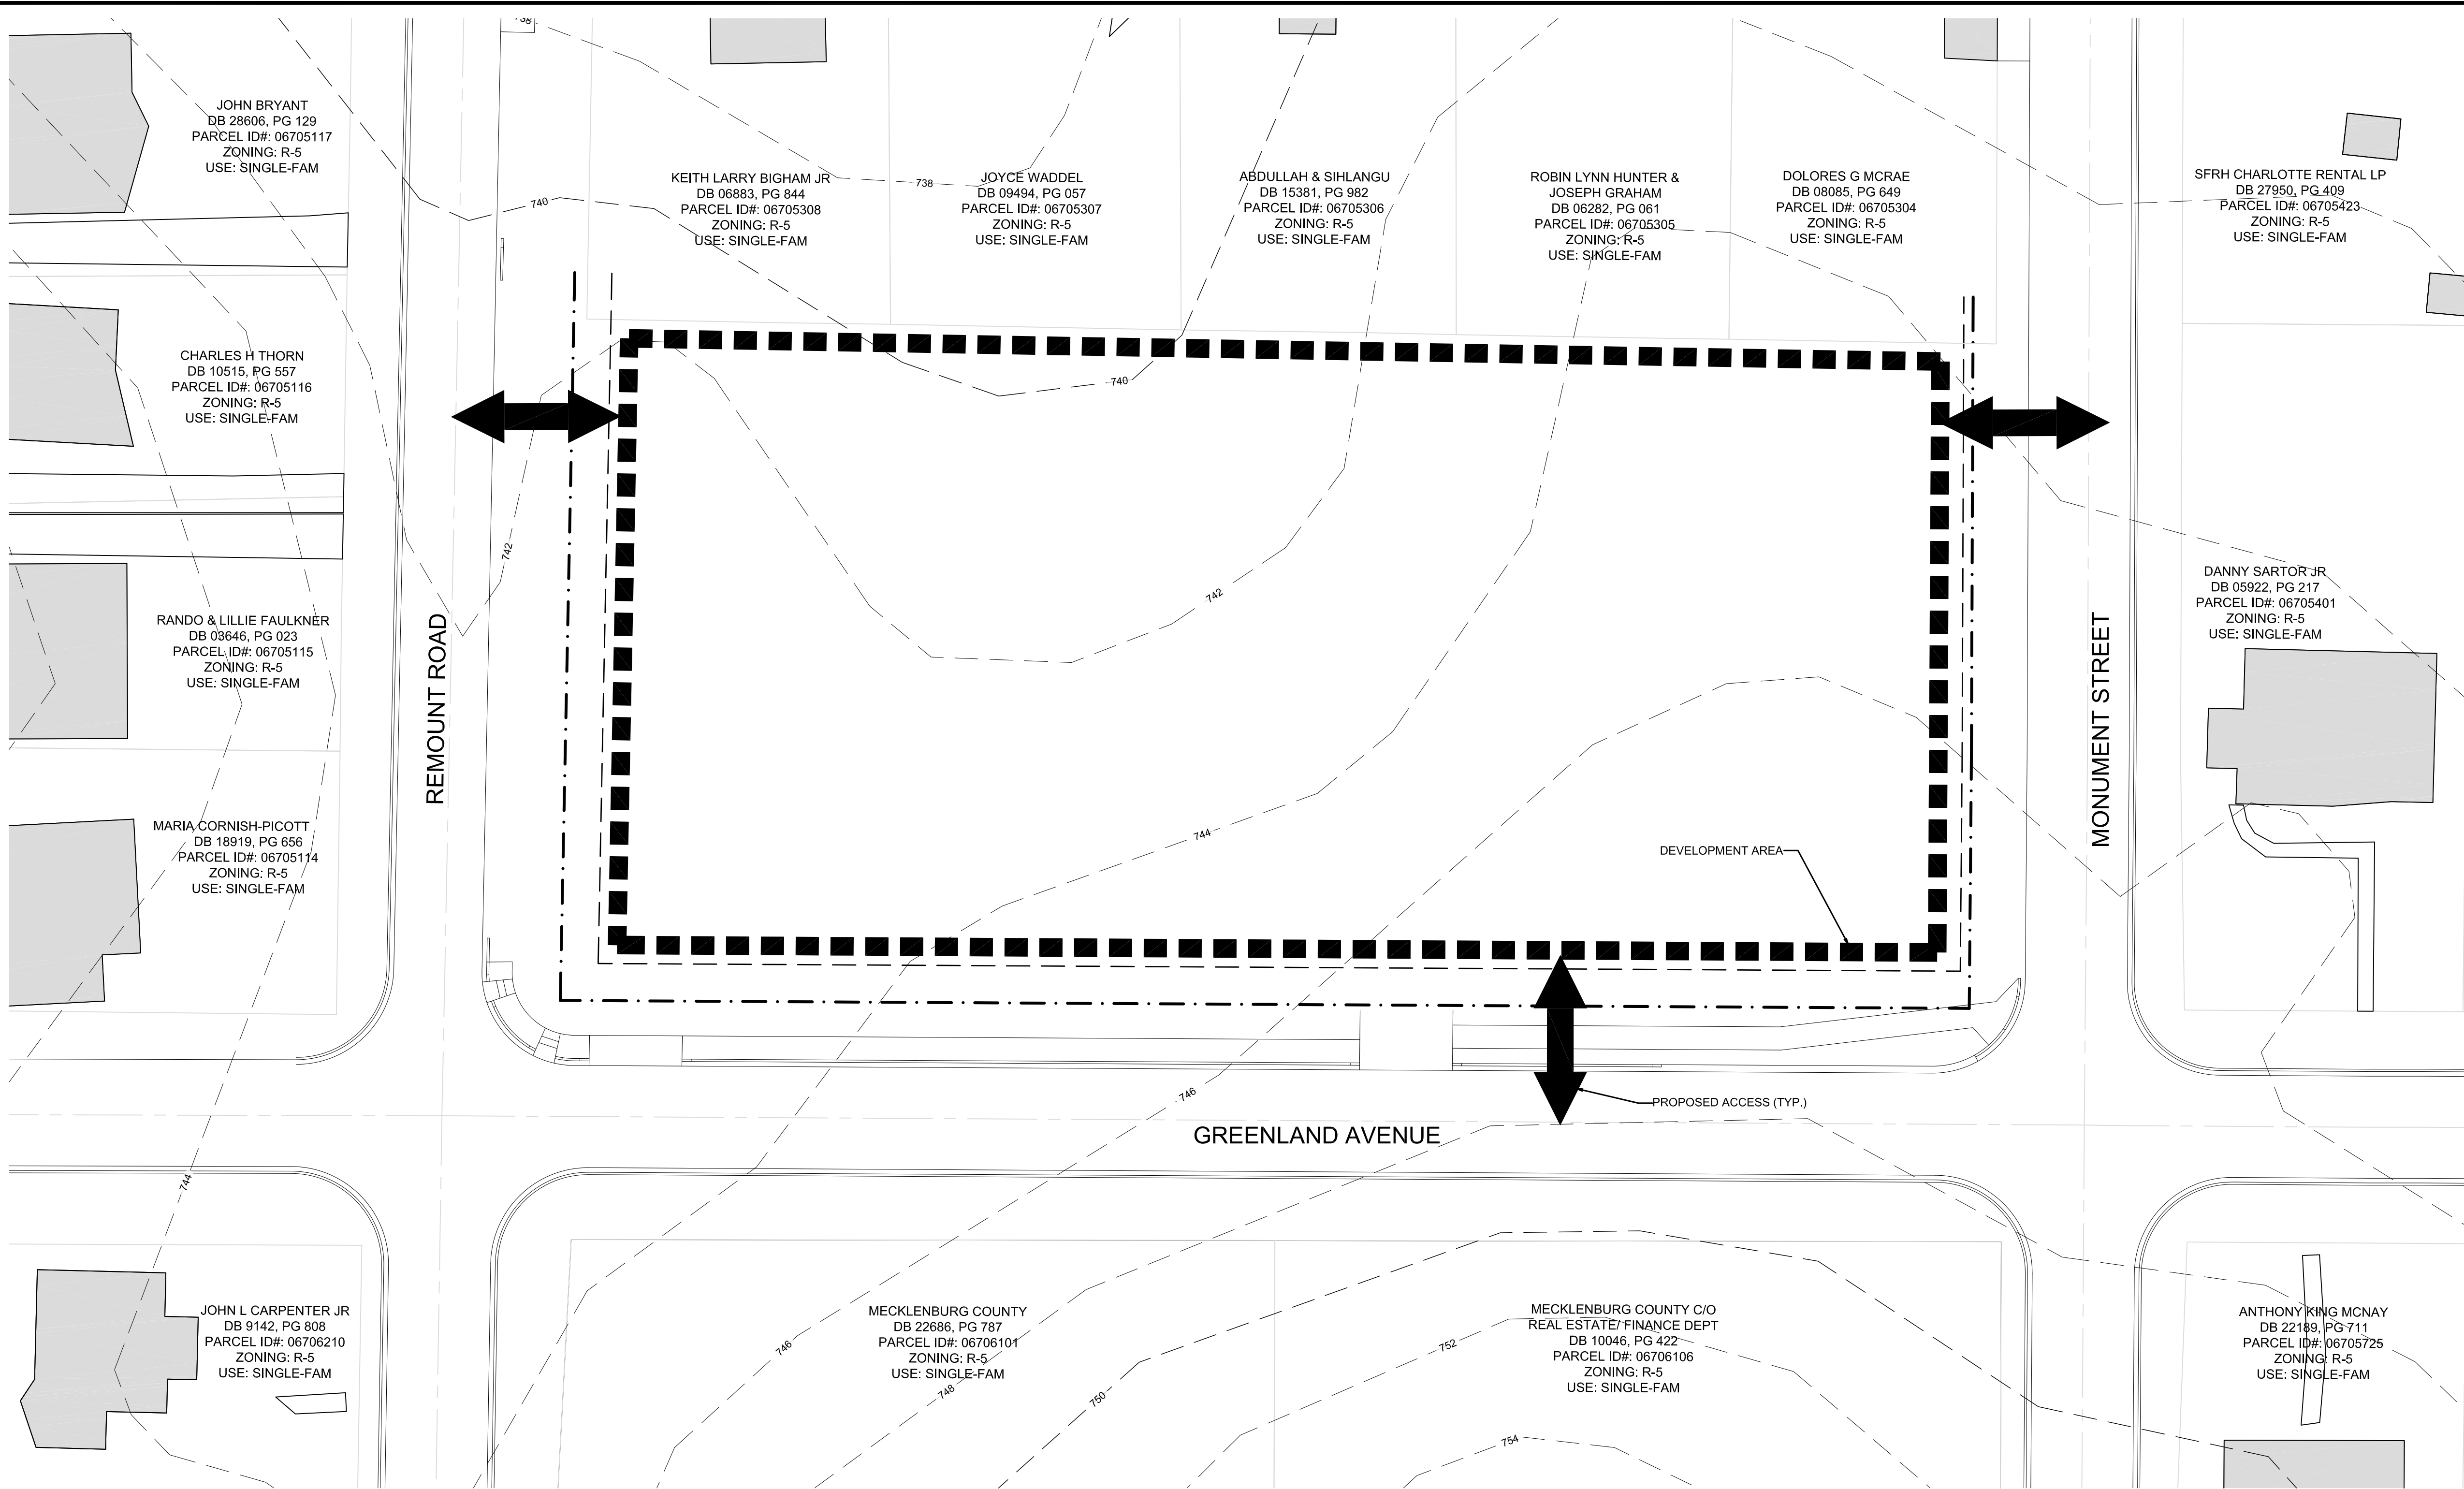 738
JOHN BRYANT
DB 28606, PG 129
PARCEL ID#: 06705117
ZONING: R-5
USE: SINGLE-FAM
KEITH LARRY BIGHAM JR
DB 06883, PG 844
PARCEL ID#: 06705308
ZONING: R-5
USE: SINGLE-FAM
JOYCE WADDEL
DB 09494, PG 057
PARCEL ID#: 06705307
ZONING: R-5
USE: SINGLE-FAM
ABDULLAH & SIHLANGU
DB 15381, PG 982
PARCEL ID#: 06705306
ZONING: R-5
USE: SINGLE-FAM
ROBIN LYNN HUNTER &
JOSEPH GRAHAM
DB 06282, PG 061
PARCEL ID#: 06705305
ZONING: R-5
USE: SINGLE-FAM
DOLORES G MCRAE
DB 08085, PG 649
PARCEL ID#: 06705304
ZONING: R-5
USE: SINGLE-FAM
SFRH CHARLOTTE RENTAL LP
DB 27950, PG 409
PARCEL ID#: 06705423
ZONING: R-5
USE: SINGLE-FAM
738
740
CHARLES H THORN
DB 10515, PG 557
PARCEL ID#: 06705116
ZONING: R-5
USE: SINGLE-FAM
740
742
742
RANDO & LILLIE FAULKNER
DB 03646, PG 023
PARCEL ID#: 06705115
ZONING: R-5
USE: SINGLE-FAM
REMOUNT ROAD
DANNY SARTOR JR
DB 05922, PG 217
PARCEL ID#: 06705401
ZONING: R-5
USE: SINGLE-FAM
MONUMENT STREET
MARIA CORNISH-PICOTT
DB 18919, PG 656
PARCEL ID#: 06705114
ZONING: R-5
USE: SINGLE-FAM
744
DEVELOPMENT AREA
746
PROPOSED ACCESS (TYP.)
GREENLAND AVENUE
744
JOHN L CARPENTER JR
DB 9142, PG 808
PARCEL ID#: 06706210
ZONING: R-5
USE: SINGLE-FAM
746
MECKLENBURG COUNTY
DB 22686, PG 787
PARCEL ID#: 06706101
ZONING: R-5
USE: SINGLE-FAM
748
750
752
MECKLENBURG COUNTY C/O
REAL ESTATE/FINANCE DEPT
DB 10046, PG 422
PARCEL ID#: 06706106
ZONING: R-5
USE: SINGLE-FAM
754
ANTHONY KING MCNAY
DB 22189, PG 711
PARCEL ID#: 06705725
ZONING: R-5
USE: SINGLE-FAM